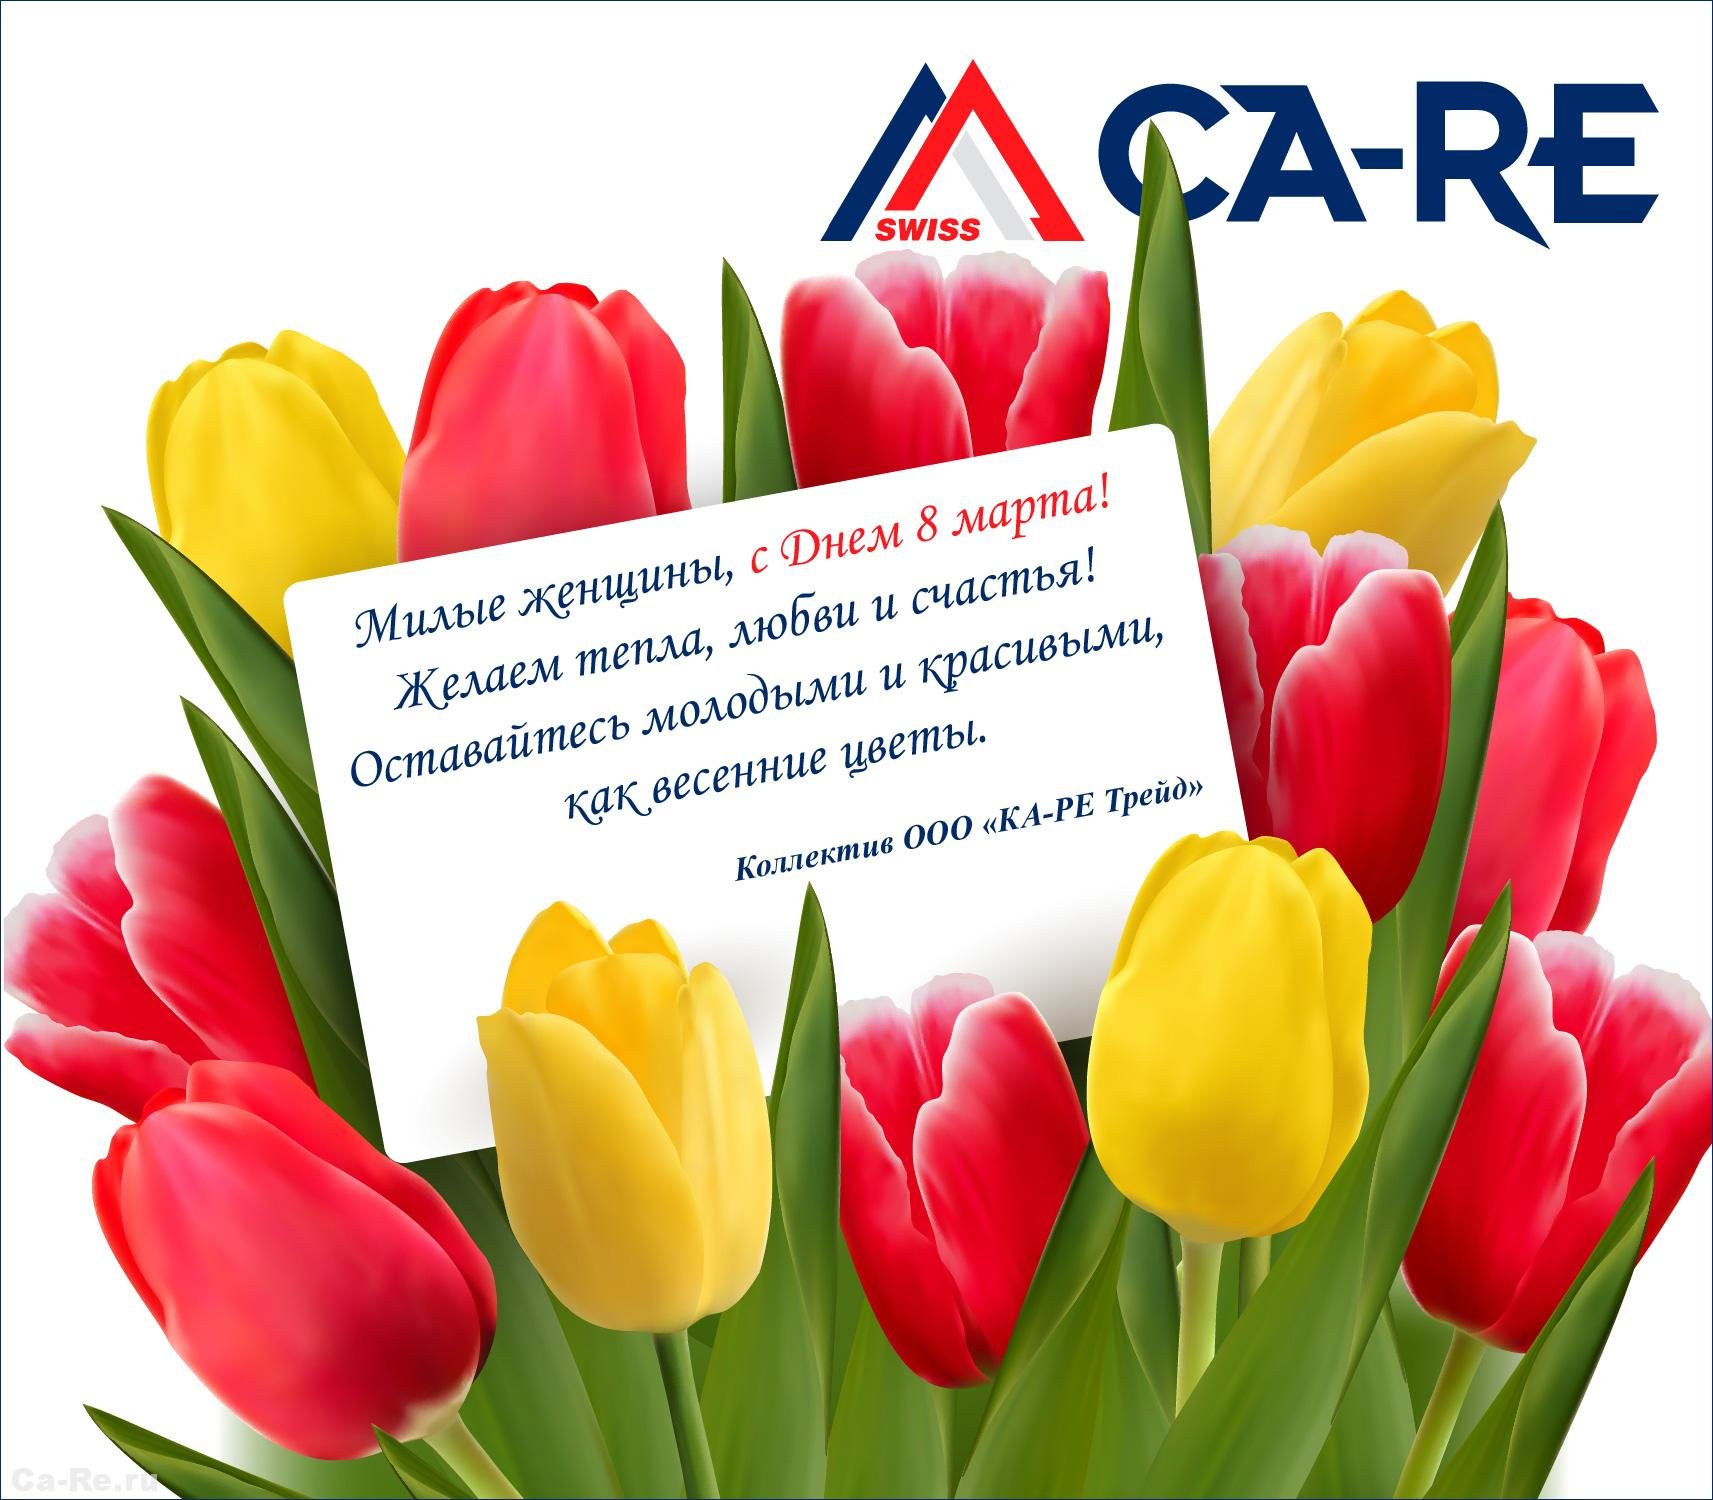 SWISS
CA-RE
Милые женщины, с Днем 8 марта!
Желаем тепла, любви и счастья!
Оставайтесь молодыми и красивыми,
как весенние цветы.
Коллектив ООО «КА-РЕ Трейд»
Ca-Re.ru